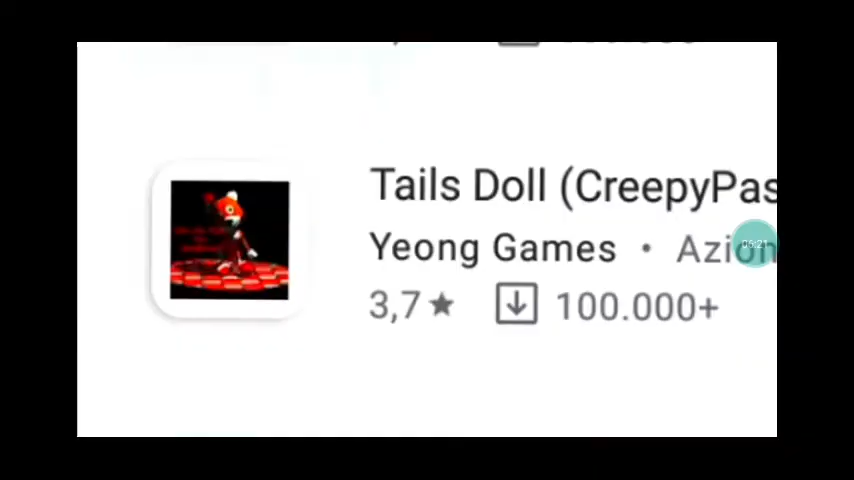 Tails Doll (CreepyPas
Yeong Games • Azion
3,7★ 100.000+